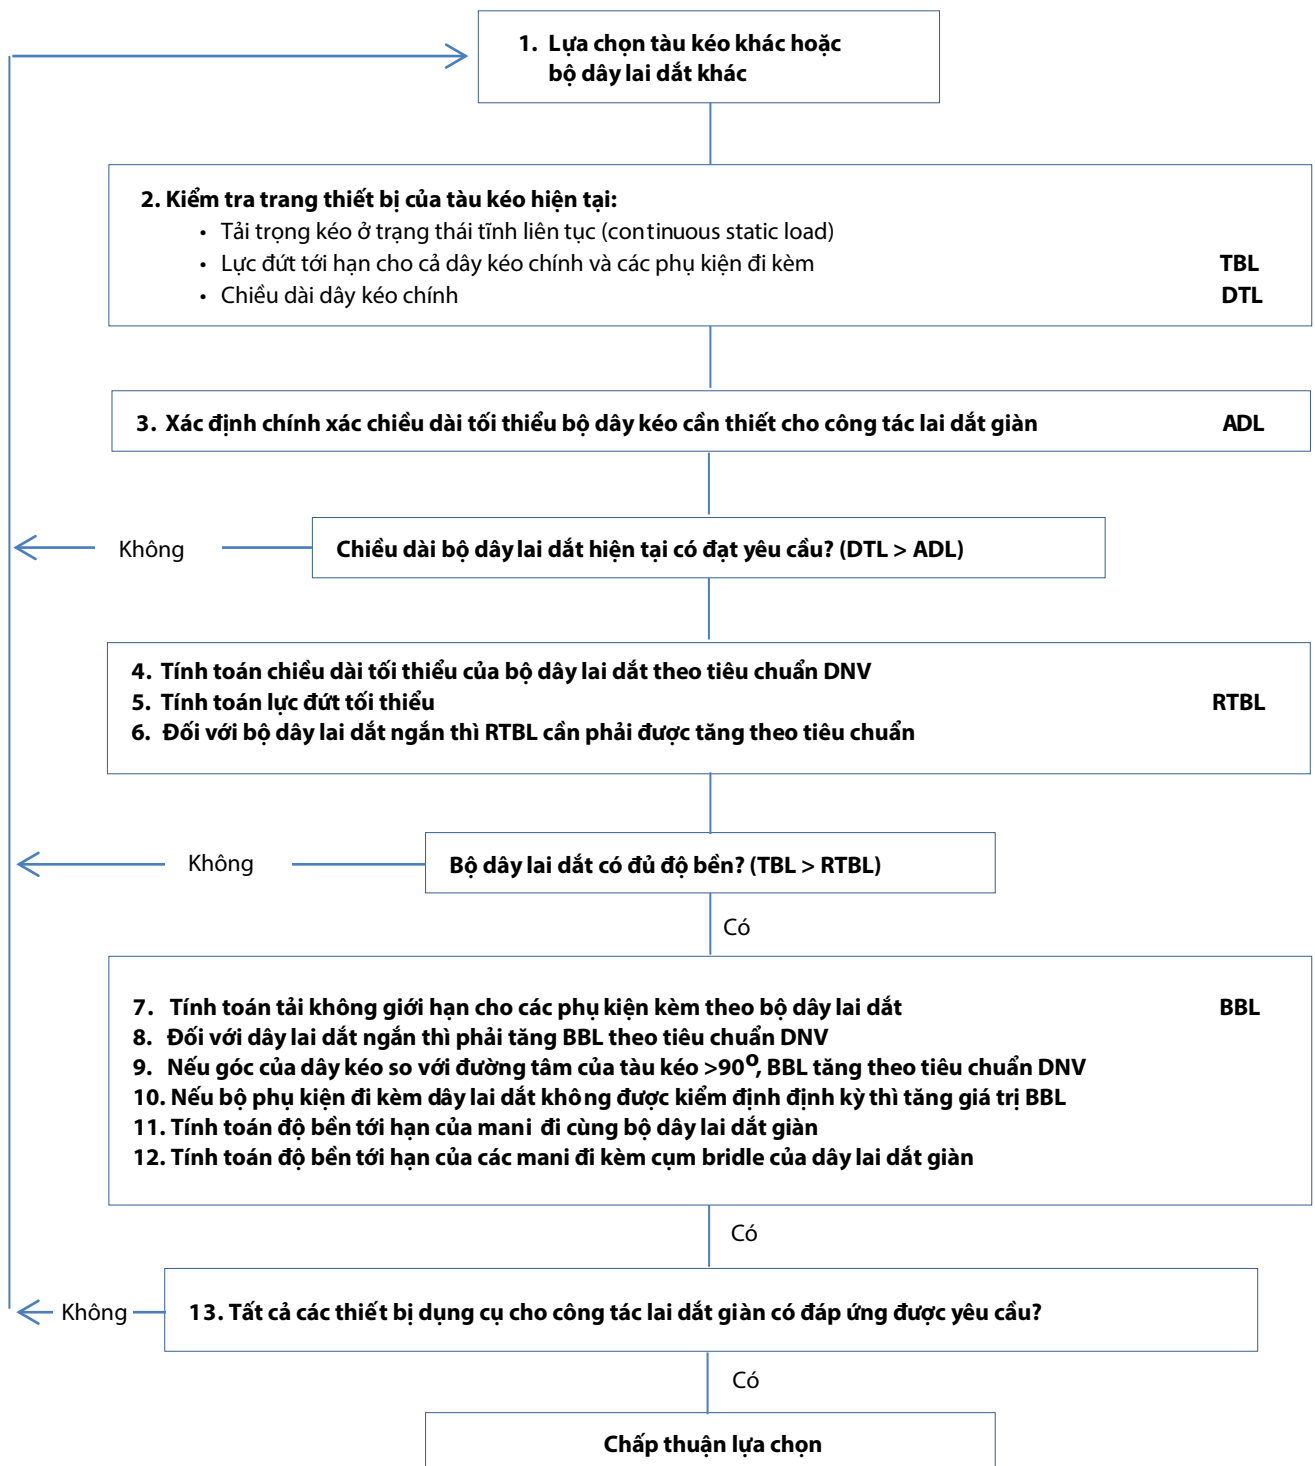 1. Lựa chọn tàu kéo khác hoặc
bộ dây lai dắt khác
2. Kiểm tra trang thiết bị của tàu kéo hiện tại:
• Tải trọng kéo ở trạng thái tĩnh liên tục (continuous static load)
• Lực đứt tới hạn cho cả dây kéo chính và các phụ kiện đi kèm TBL
• Chiều dài dây kéo chính DTL
3. Xác định chính xác chiều dài tối thiểu bộ dây kéo cần thiết cho công tác lai dắt giàn ADL
Không
Chiều dài bộ dây lai dắt hiện tại có đạt yêu cầu? (DTL > ADL)
4. Tính toán chiều dài tối thiểu của bộ dây lai dắt theo tiêu chuẩn DNV
5. Tính toán lực đứt tối thiểu RTBL
6. Đối với bộ dây lai dắt ngắn thì RTBL cần phải được tăng theo tiêu chuẩn
Không
Bộ dây lai dắt có đủ độ bền? (TBL > RTBL)
Có
7. Tính toán tải không giới hạn cho các phụ kiện kèm theo bộ dây lai dắt BBL
8. Đối với dây lai dắt ngắn thì phải tăng BBL theo tiêu chuẩn DNV
9. Nếu góc của dây kéo so với đường tâm của tàu kéo >90⁰, BBL tăng theo tiêu chuẩn DNV
10. Nếu bộ phụ kiện đi kèm dây lai dắt không được kiểm định định kỳ thì tăng giá trị BBL
11. Tính toán độ bền tới hạn của mani đi cùng bộ dây lai dắt giàn
12. Tính toán độ bền tới hạn của các mani đi kèm cụm bridle của dây lai dắt giàn
Có
Không
13. Tất cả các thiết bị dụng cụ cho công tác lai dắt giàn có đáp ứng được yêu cầu?
Có
Chấp thuận lựa chọn